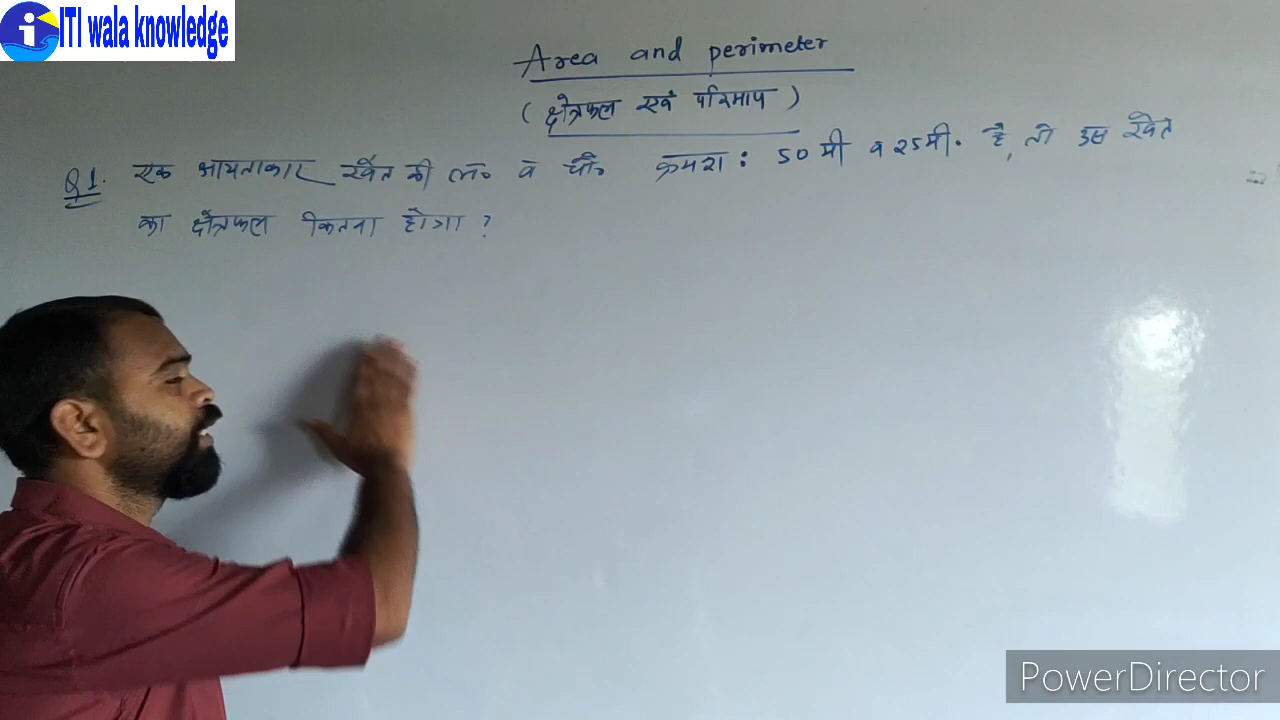 ITI wala knowledge
Area and perimeter
(क्षेत्रफल एवं परिमाप)
Q1. एक आयताकार खेत की लं० व चौ० क्रमश: 50 मी व 25मी. है, तो उस खेत
का क्षेत्रफल कितना होगा?
PowerDirector